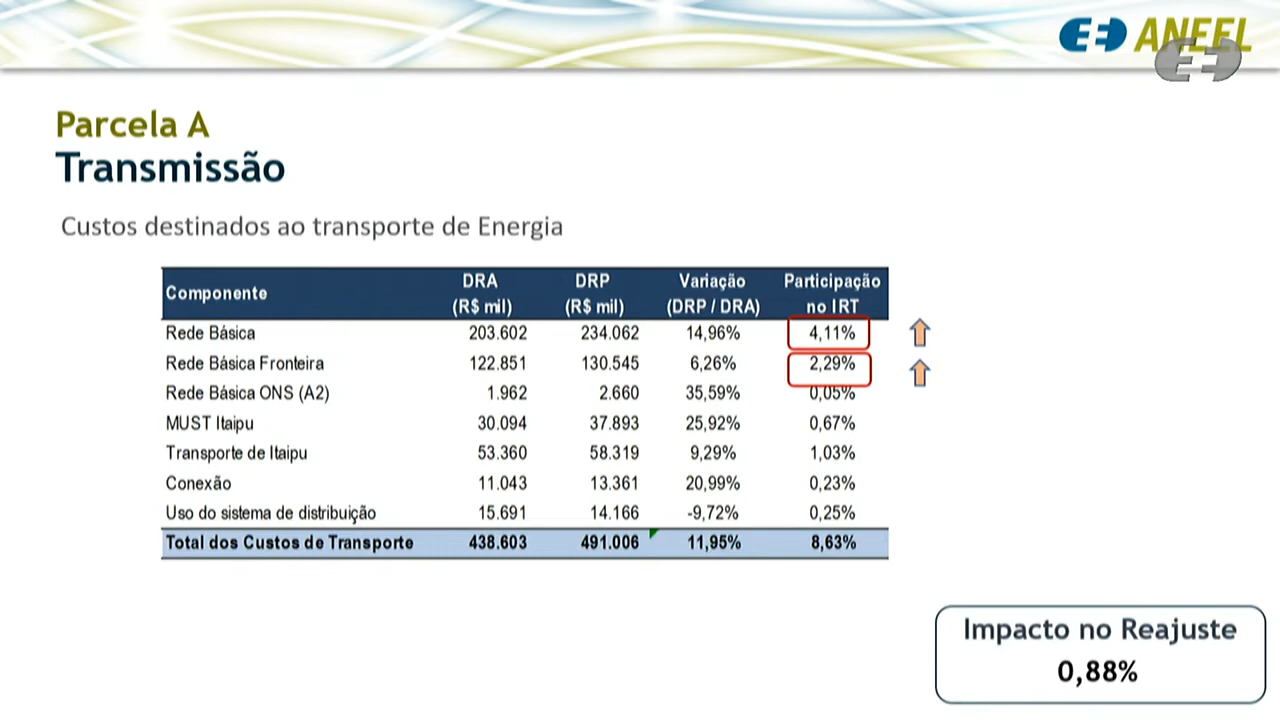 ANEEL
Parcela A
Transmissão
Custos destinados ao transporte de Energia
Componente DRA (R$ mil) DRP (R$ mil) Variação (DRP / DRA) Participação no IRT
Rede Básica 203.602 234.062 14,96% 4,11%
Rede Básica Fronteira 122.851 130.545 6,26% 2,29%
Rede Básica ONS (A2) 1.962 2.660 35,59% 0,05%
MUST Itaipu 30.094 37.893 25,92% 0,67%
Transporte de Itaipu 53.360 58.319 9,29% 1,03%
Conexão 11.043 13.361 20,99% 0,23%
Uso do sistema de distribuição 15.691 14.166 -9,72% 0,25%
Total dos Custos de Transporte 438.603 491.006 11,95% 8,63%
Impacto no Reajuste
0,88%